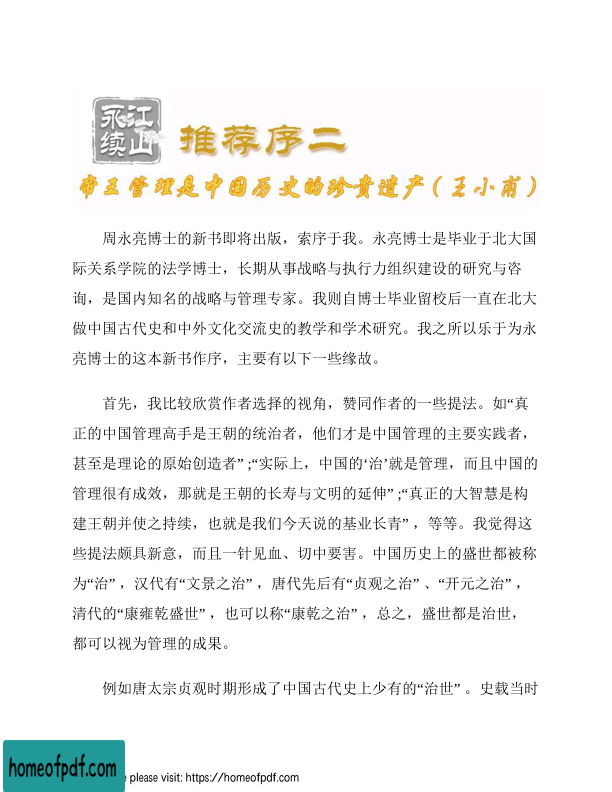 永续江山
推荐序二
帝王管理是中国历史的珍贵遗产（王小甫）
周永亮博士的新书即将出版，索序于我。永亮博士是毕业于北大国
际关系学院的法学博士，长期从事战略与执行力组织建设的研究与咨
询，是国内知名的战略与管理专家。我则自博士毕业留校后一直在北大
做中国古代史和中外文化交流史的教学和学术研究。我之所以乐于为永
亮博士的这本新书作序，主要有以下一些缘故。
首先，我比较欣赏作者选择的视角，赞同作者的一些提法。如“真
正的中国管理高手是王朝的统治者，他们才是中国管理的主要实践者，
甚至是理论的原始创造者”；“实际上，中国的‘治’就是管理，而且中国的
管理很有成效，那就是王朝的长寿与文明的延伸”；“真正的大智慧是构
建王朝并使之持续，也就是我们今天说的基业长青”，等等。我觉得这
些提法颇具新意，而且一针见血、切中要害。中国历史上的盛世都被称
为“治”，汉代有“文景之治”，唐代先后有“贞观之治”、“开元之治”，
清代的“康雍乾盛世”，也可以称“康乾之治”，总之，盛世都是治世，
都可以视为管理的成果。
例如唐太宗贞观时期形成了中国古代史上少有的“治世”。史载当时
homeofpdf.com
e please visit: https://homeofpdf.com